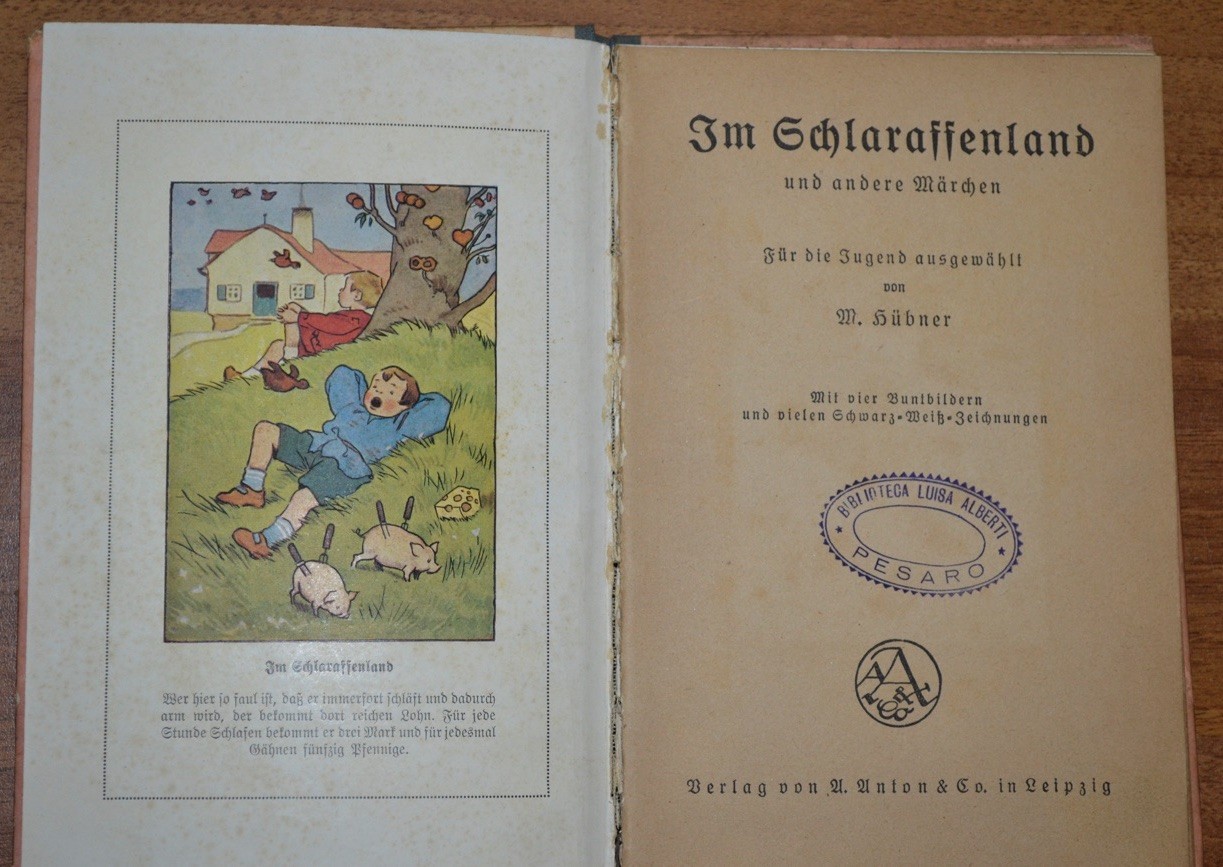 Im Schlaraffenland
Wer hier so faul ist, daß er immerfort schläft und dadurch
arm wird, der bekommt dort reichen Lohn. Für jede
Stunde Schlafen bekommt er drei Mark und für jedesmal
Gähnen fünfzig Pfennige.
Im Schlaraffenland
und andere Märchen
Für die Jugend ausgewählt
von
M. Hübner
Mit vier Buntbildern
und vielen Schwarz-Weiß-Zeichnungen
BIBLIOTECA LUISA ALBERTI
PESARO
Verlag von A. Anton & Co. in Leipzig